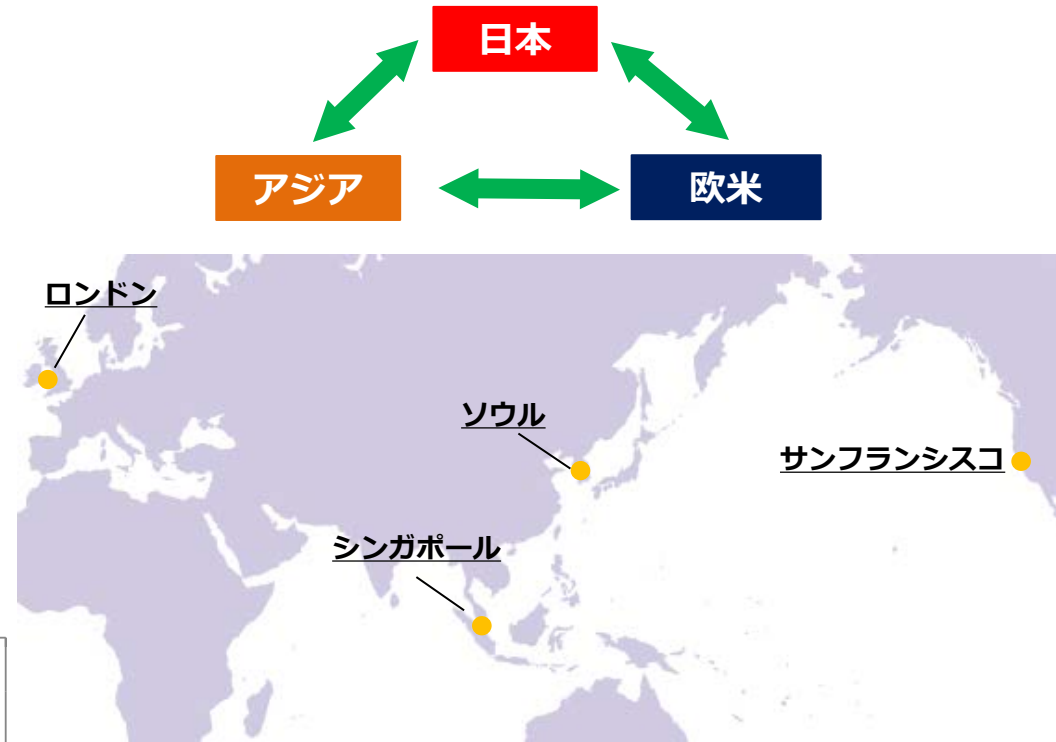 日本
アジア
欧米
ロンドン
ソウル
サンフランシスコ
シンガポール